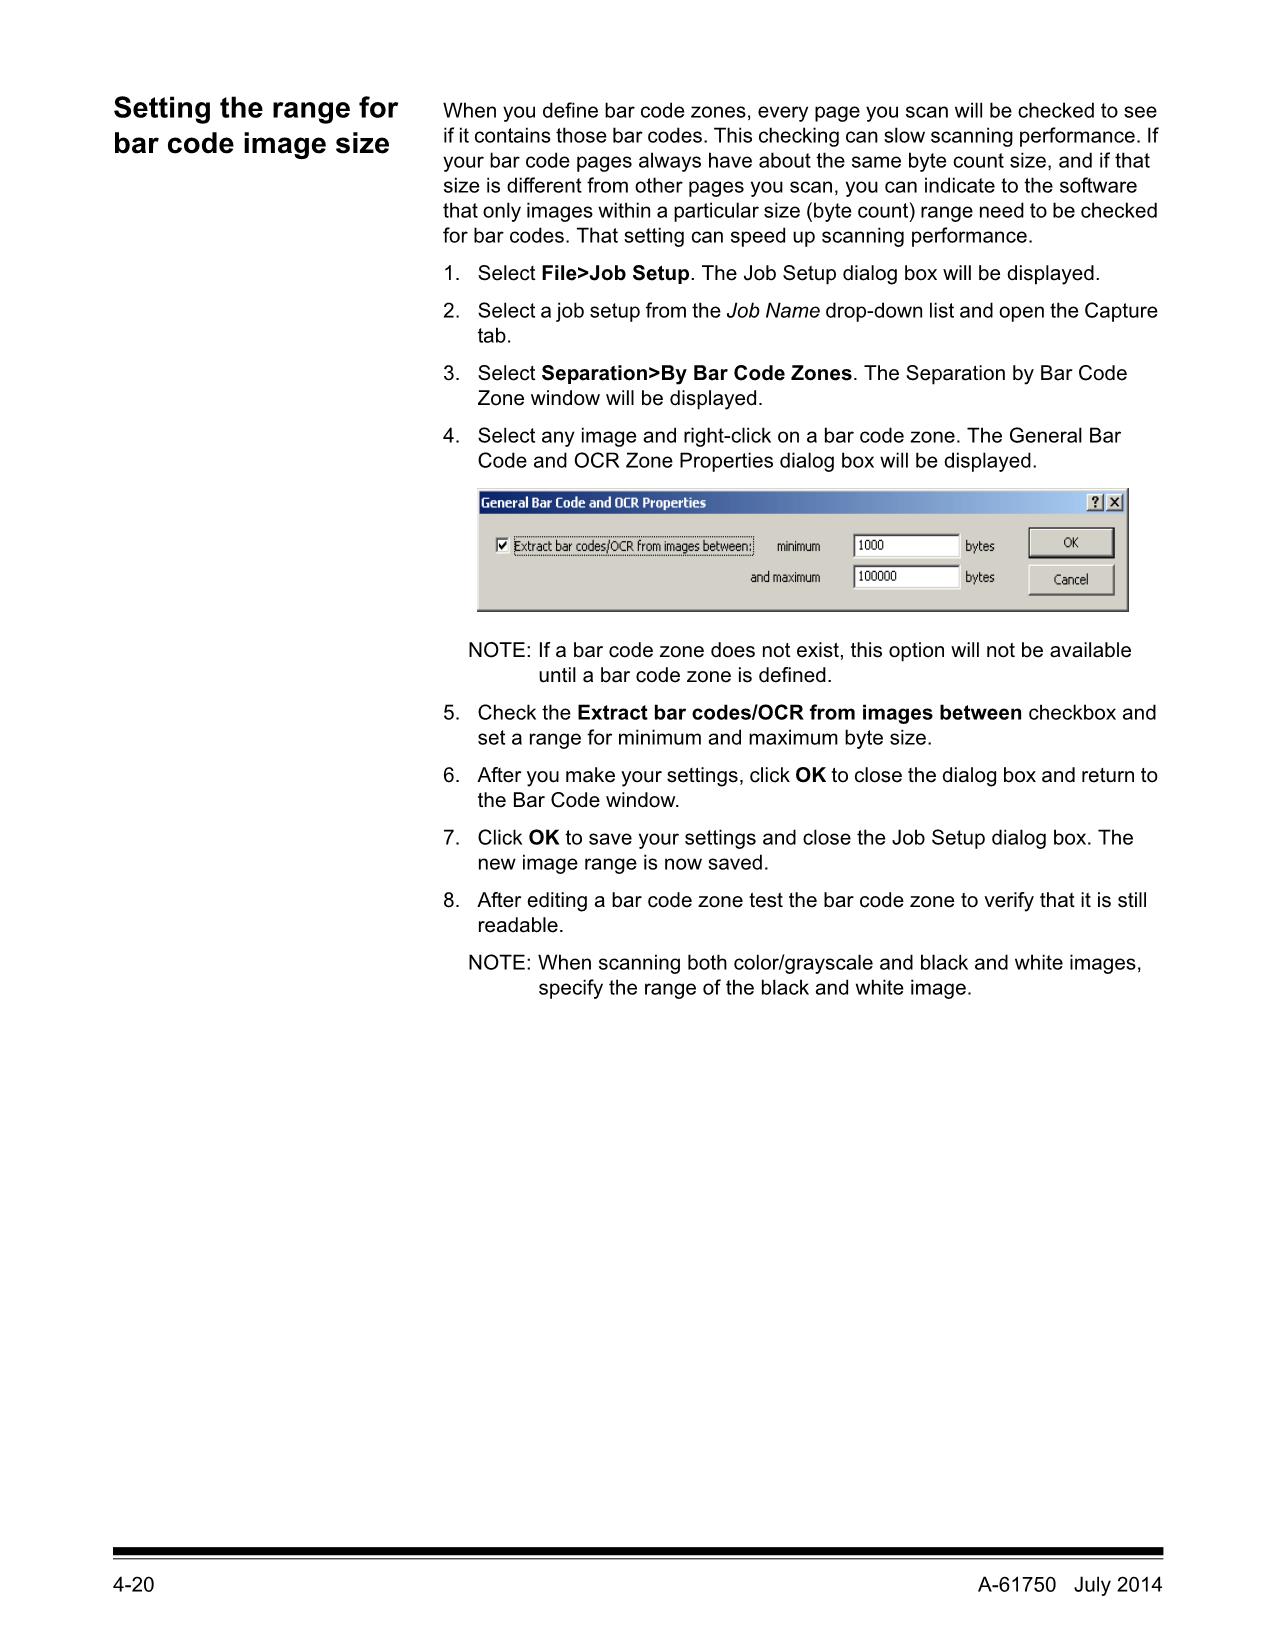 Setting the range for
bar code image size
When you define bar code zones, every page you scan will be checked to see
if it contains those bar codes. This checking can slow scanning performance. If
your bar code pages always have about the same byte count size, and if that
size is different from other pages you scan, you can indicate to the software
that only images within a particular size (byte count) range need to be checked
for bar codes. That setting can speed up scanning performance.
1. Select File>Job Setup. The Job Setup dialog box will be displayed.
2. Select a job setup from the Job Name drop-down list and open the Capture
tab.
3. Select Separation>By Bar Code Zones. The Separation by Bar Code
Zone window will be displayed.
4. Select any image and right-click on a bar code zone. The General Bar
Code and OCR Zone Properties dialog box will be displayed.
General Bar Code and OCR Properties
Extract bar codes/OCR from images between: minimum 1000 bytes OK
and maximum 100000 bytes Cancel
NOTE: If a bar code zone does not exist, this option will not be available
until a bar code zone is defined.
5. Check the Extract bar codes/OCR from images between checkbox and
set a range for minimum and maximum byte size.
6. After you make your settings, click OK to close the dialog box and return to
the Bar Code window.
7. Click OK to save your settings and close the Job Setup dialog box. The
new image range is now saved.
8. After editing a bar code zone test the bar code zone to verify that it is still
readable.
NOTE: When scanning both color/grayscale and black and white images,
specify the range of the black and white image.
4-20 A-61750 July 2014